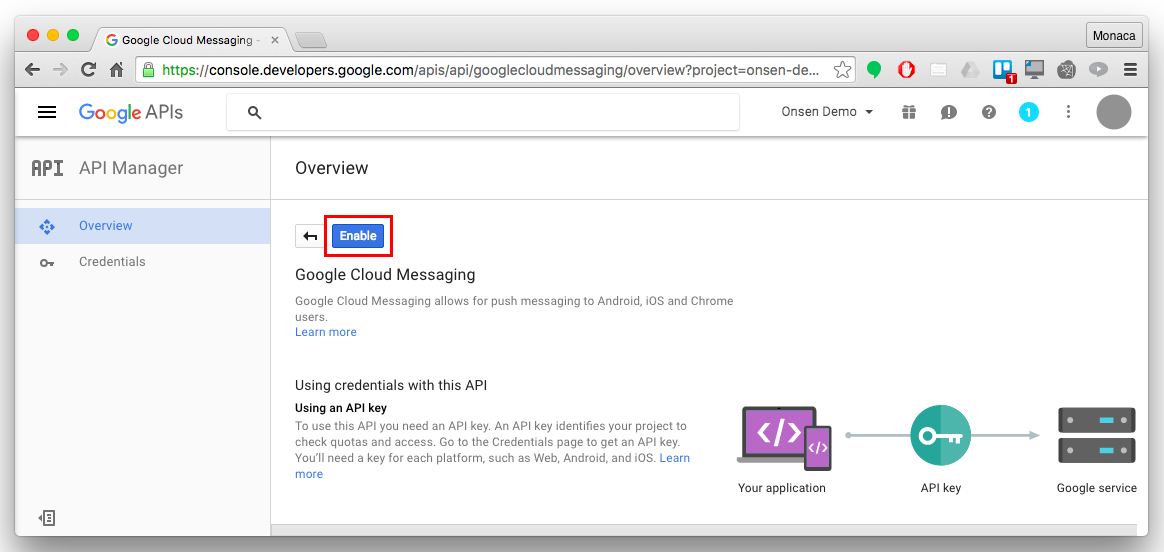 Google Cloud Messaging -
Monaca
https://console.developers.google.com/apis/api/googlecloudmessaging/overview?project=onsen-de...
1
Google APIs
Onsen Demo
1
API API Manager
Overview
Overview
Credentials
Enable
Google Cloud Messaging
Google Cloud Messaging allows for push messaging to Android, iOS and Chrome
users.
Learn more
Using credentials with this API
Using an API key
To use this API you need an API key. An API key identifies your project to
check quotas and access. Go to the Credentials page to get an API key.
You'll need a key for each platform, such as Web, Android, and iOS. Learn
more
</> </>
Your application
API key
Google service